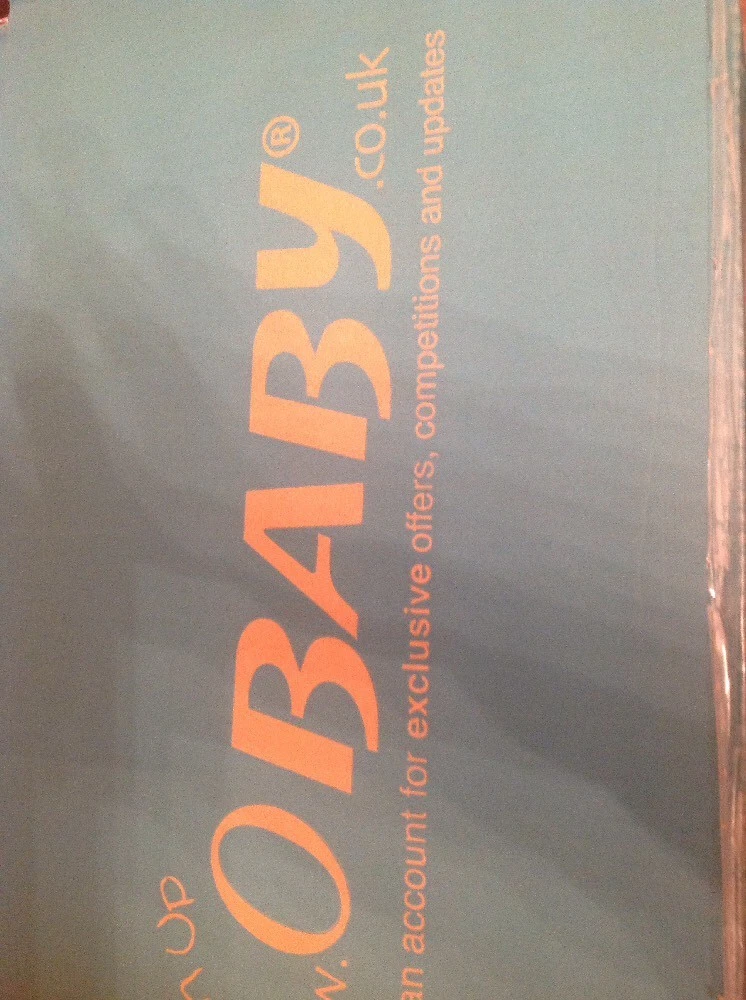 UP
w.OBABY®
.co.uk
an account for exclusive offers, competitions and updates